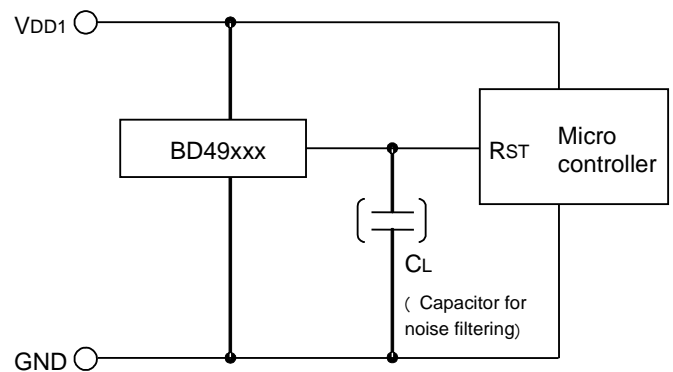 VDD1
BD49xxx
RST
Micro
controller
CL
( Capacitor for
noise filtering)
GND